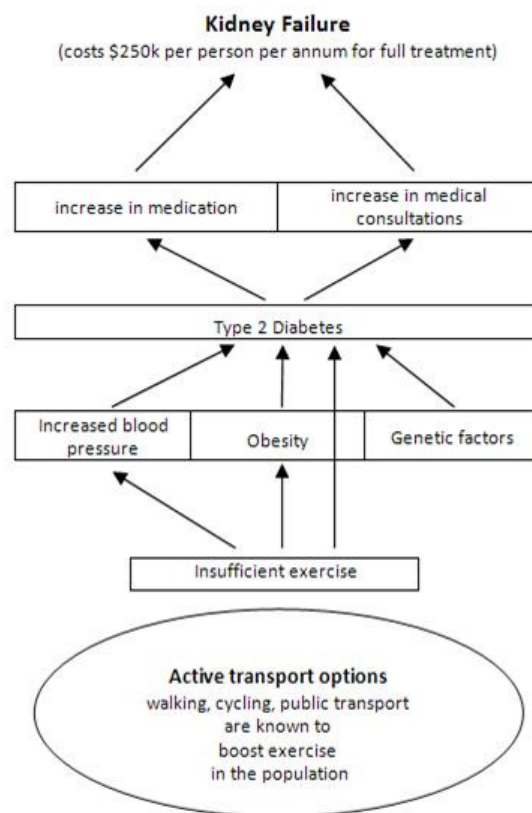 Kidney Failure
(costs $250k per person per annum for full treatment)
increase in medication
increase in medical
consultations
Type 2 Diabetes
Increased blood
pressure
Obesity
Genetic factors
Insufficient exercise
Active transport options
walking, cycling, public transport
are known to
boost exercise
in the population